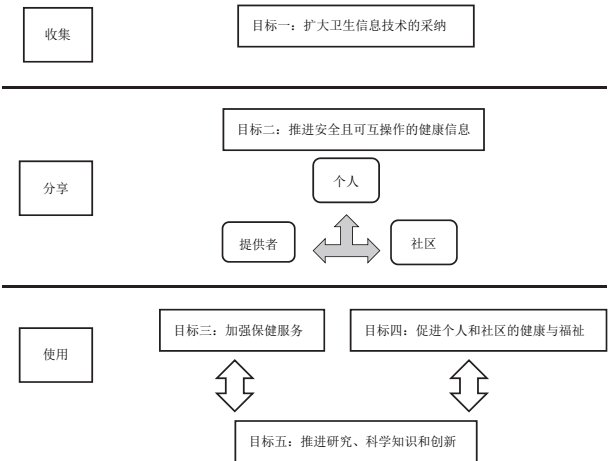 收集
目标一：扩大卫生信息技术的采纳
目标二：推进安全且可互操作的健康信息
分享
个人
提供者
社区
使用
目标三：加强保健服务
目标四：促进个人和社区的健康与福祉
目标五：推进研究、科学知识和创新